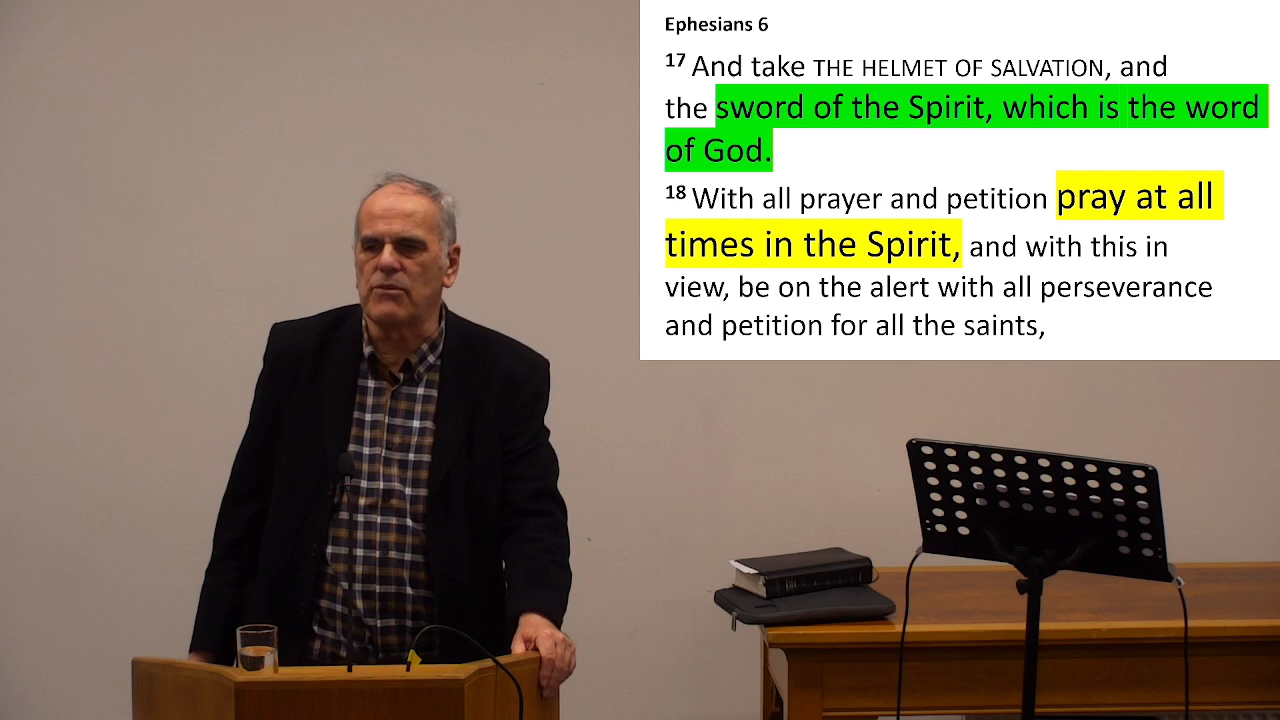 Ephesians 6
17 And take THE HELMET OF SALVATION, and
the sword of the Spirit, which is the word
of God.
18 With all prayer and petition pray at all
times in the Spirit, and with this in
view, be on the alert with all perseverance
and petition for all the saints,